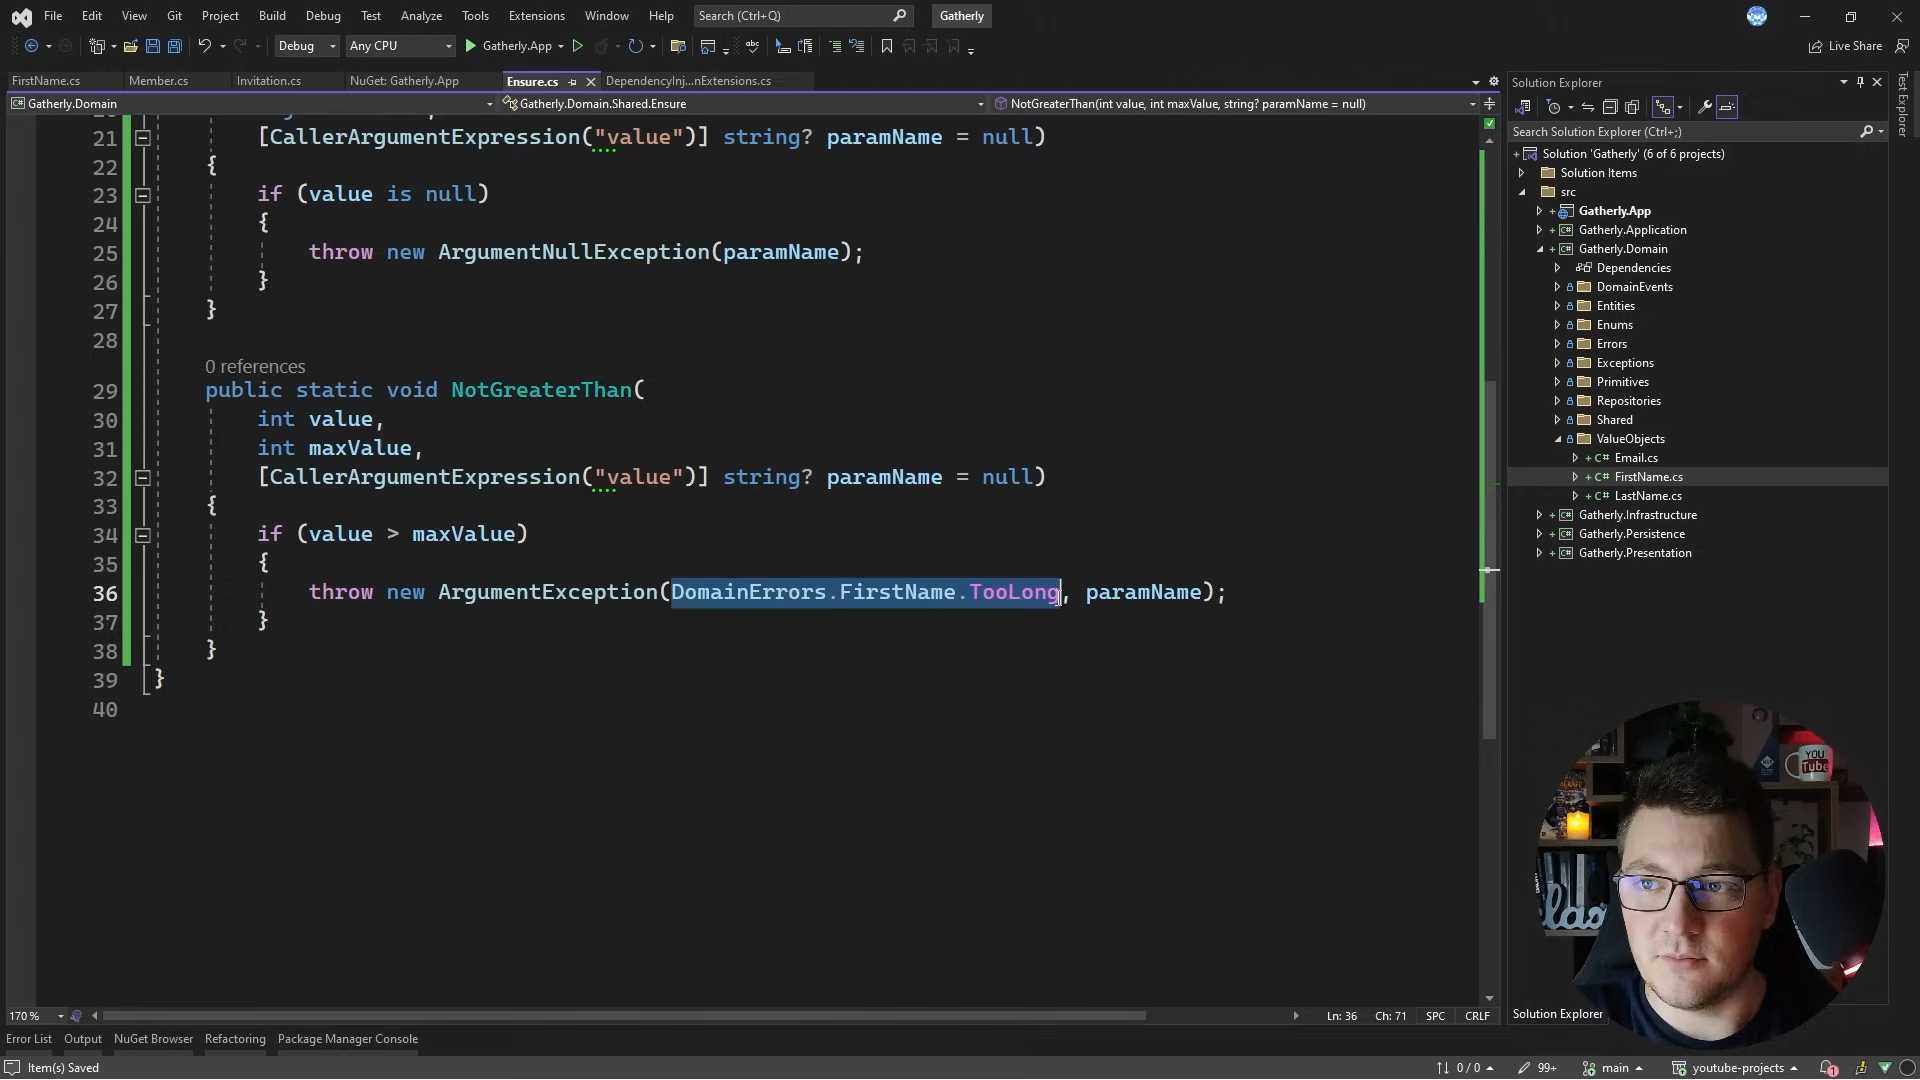 File Edit View Git Project Build Debug Test Analyze Tools Extensions Window Help Search (Ctrl+Q) Gatherly
Debug Any CPU Gatherly.App Live Share
FirstName.cs Member.cs Invitation.cs NuGet: Gatherly.App Ensure.cs DependencyInj...nExtensions.cs
Gatherly.Domain Gatherly.Domain.Shared.Ensure NotGreaterThan(int value, int maxValue, string? paramName = null)
21 [CallerArgumentExpression("value")] string? paramName = null)
22 {
23 if (value is null)
24 {
25 throw new ArgumentNullException(paramName);
26 }
27 }
28
0 references
29 public static void NotGreaterThan(
30 int value,
31 int maxValue,
32 [CallerArgumentExpression("value")] string? paramName = null)
33 {
34 if (value > maxValue)
35 {
36 throw new ArgumentException(DomainErrors.FirstName.TooLong, paramName);
37 }
38 }
39 }
40
170 % Ln: 36 Ch: 71 SPC CRLF
Error List Output NuGet Browser Refactoring Package Manager Console
Item(s) Saved 0 / 0 99+ main youtube-projects 1
Solution Explorer
Search Solution Explorer (Ctrl+;)
Solution 'Gatherly' (6 of 6 projects)
Solution Items
src
Gatherly.App
Gatherly.Application
Gatherly.Domain
Dependencies
DomainEvents
Entities
Enums
Errors
Exceptions
Primitives
Repositories
Shared
ValueObjects
C# Email.cs
C# FirstName.cs
C# LastName.cs
Gatherly.Infrastructure
Gatherly.Persistence
Gatherly.Presentation
Solution Explorer
Test Explorer
YOU
Tube